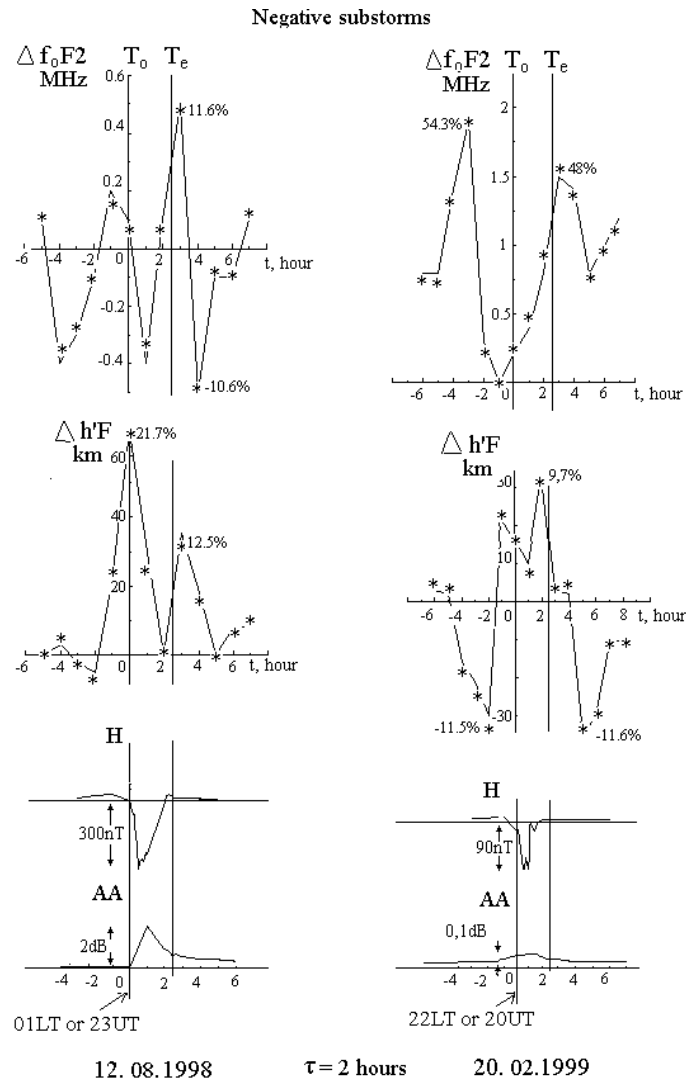 Negative substorms
Δ f₀F2 T₀ Tₑ
MHz
0.6
0.4
0.2
-0.2
-0.4
11.6%
-10.6%
-6 -4 -2 0 2 4 6
t, hour
Δ f₀F2 T₀ Tₑ
MHz
2
1.5
1
0.5
54.3%
48%
-6 -4 -2 0 2 4 6 t, hour
Δ h'F
km
60
40
20
21.7%
12.5%
-6 -4 -2 0 2 4 6 t, hour
Δ h'F
km
30
10
-30
9,7%
-11.5%
-11.6%
-6 -4 -2 0 2 4 6 8 t, hour
H
300nT
AA
2dB
-4 -2 0 2 4 6
01LT or 23UT
H
90nT
AA
0,1dB
-4 -2 0 2 4 6
22LT or 20UT
12. 08.1998 τ = 2 hours 20. 02.1999